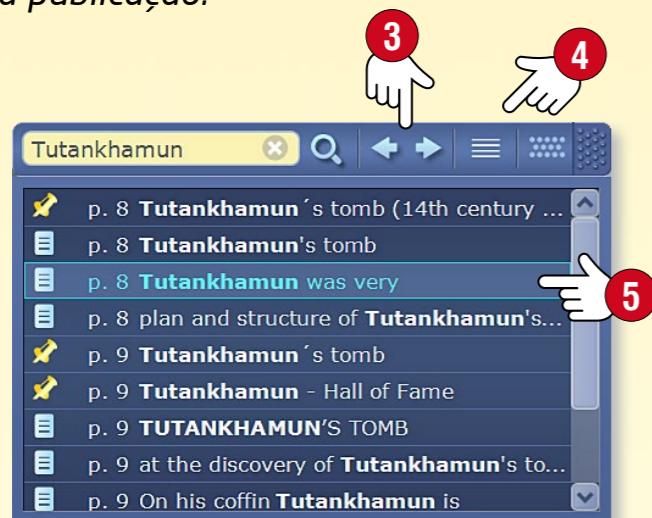 publicação.
3
4
Tutankhamun
p. 8 Tutankhamun´s tomb (14th century ...
p. 8 Tutankhamun's tomb
p. 8 Tutankhamun was very
5
p. 8 plan and structure of Tutankhamun's...
p. 9 Tutankhamun´s tomb
p. 9 Tutankhamun - Hall of Fame
p. 9 TUTANKHAMUN’S TOMB
p. 9 at the discovery of Tutankhamun's to...
p. 9 On his coffin Tutankhamun is